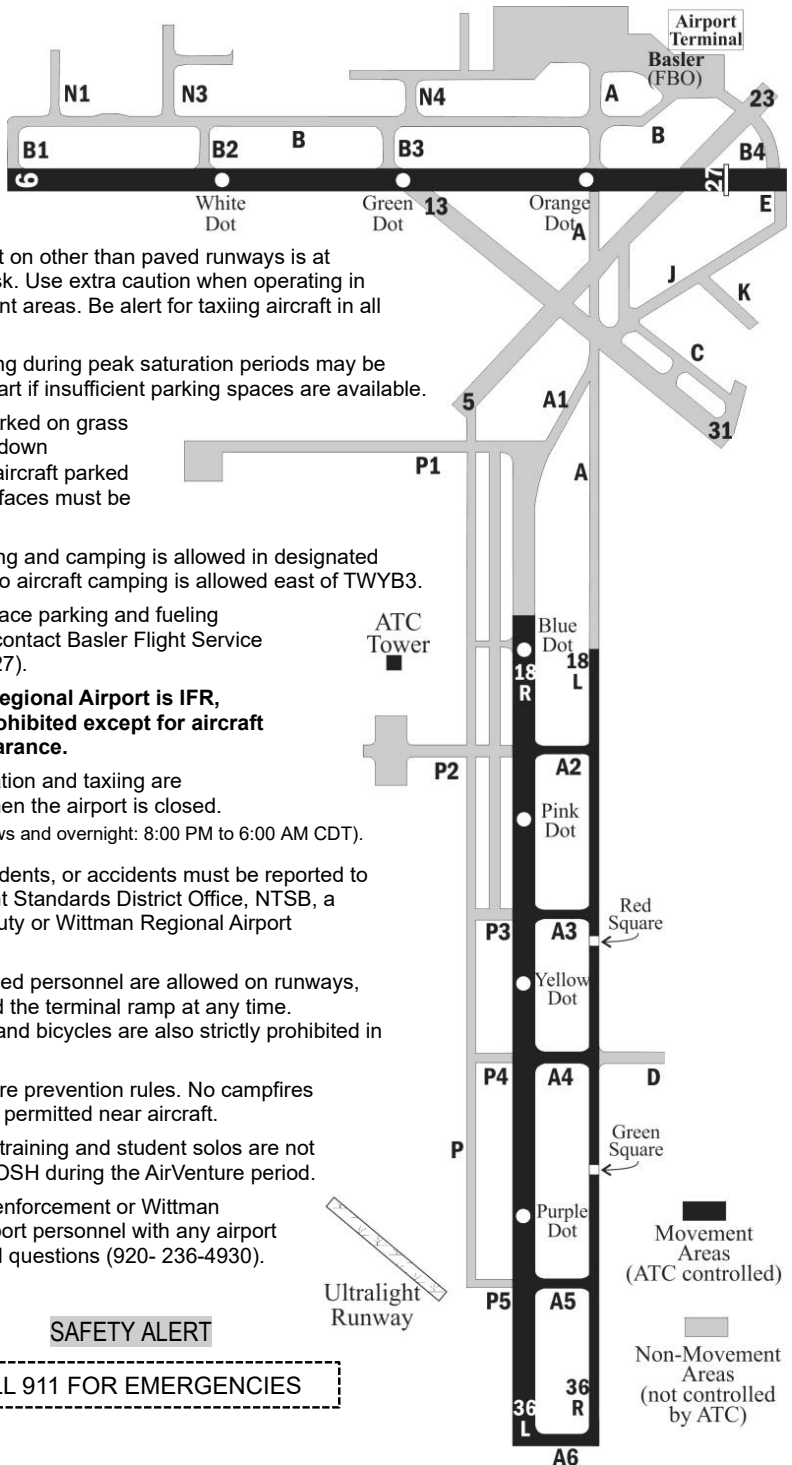 Airport
Terminal
Basler
(FBO)
23
N1
N3
N4
A
B1
B2
B
B3
B
B4
6
27
White
Dot
Green
Dot
13
Orange
Dot
A
E
J
K
C
31
5
A1
A
P1
t on other than paved runways is at
sk. Use extra caution when operating in
nt areas. Be alert for taxiing aircraft in all
ng during peak saturation periods may be
art if insufficient parking spaces are available.
rked on grass
down
aircraft parked
faces must be
ng and camping is allowed in designated
o aircraft camping is allowed east of TWYB3.
ace parking and fueling
contact Basler Flight Service
27).
egional Airport is IFR,
ohibited except for aircraft
arance.
ation and taxiing are
hen the airport is closed.
ws and overnight: 8:00 PM to 6:00 AM CDT).
dents, or accidents must be reported to
nt Standards District Office, NTSB, a
uty or Wittman Regional Airport
ed personnel are allowed on runways,
d the terminal ramp at any time.
and bicycles are also strictly prohibited in
re prevention rules. No campfires
permitted near aircraft.
training and student solos are not
OSH during the AirVenture period.
enforcement or Wittman
port personnel with any airport
d questions (920- 236-4930).
SAFETY ALERT
LL 911 FOR EMERGENCIES
ATC
Tower
Blue
Dot
18
R
18
L
P2
A2
Pink
Dot
P3
A3
Red
Square
Yellow
Dot
P4
A4
D
P
Green
Square
Purple
Dot
Ultralight
Runway
P5
A5
36
L
36
R
A6
Movement
Areas
(ATC controlled)
Non-Movement
Areas
(not controlled
by ATC)